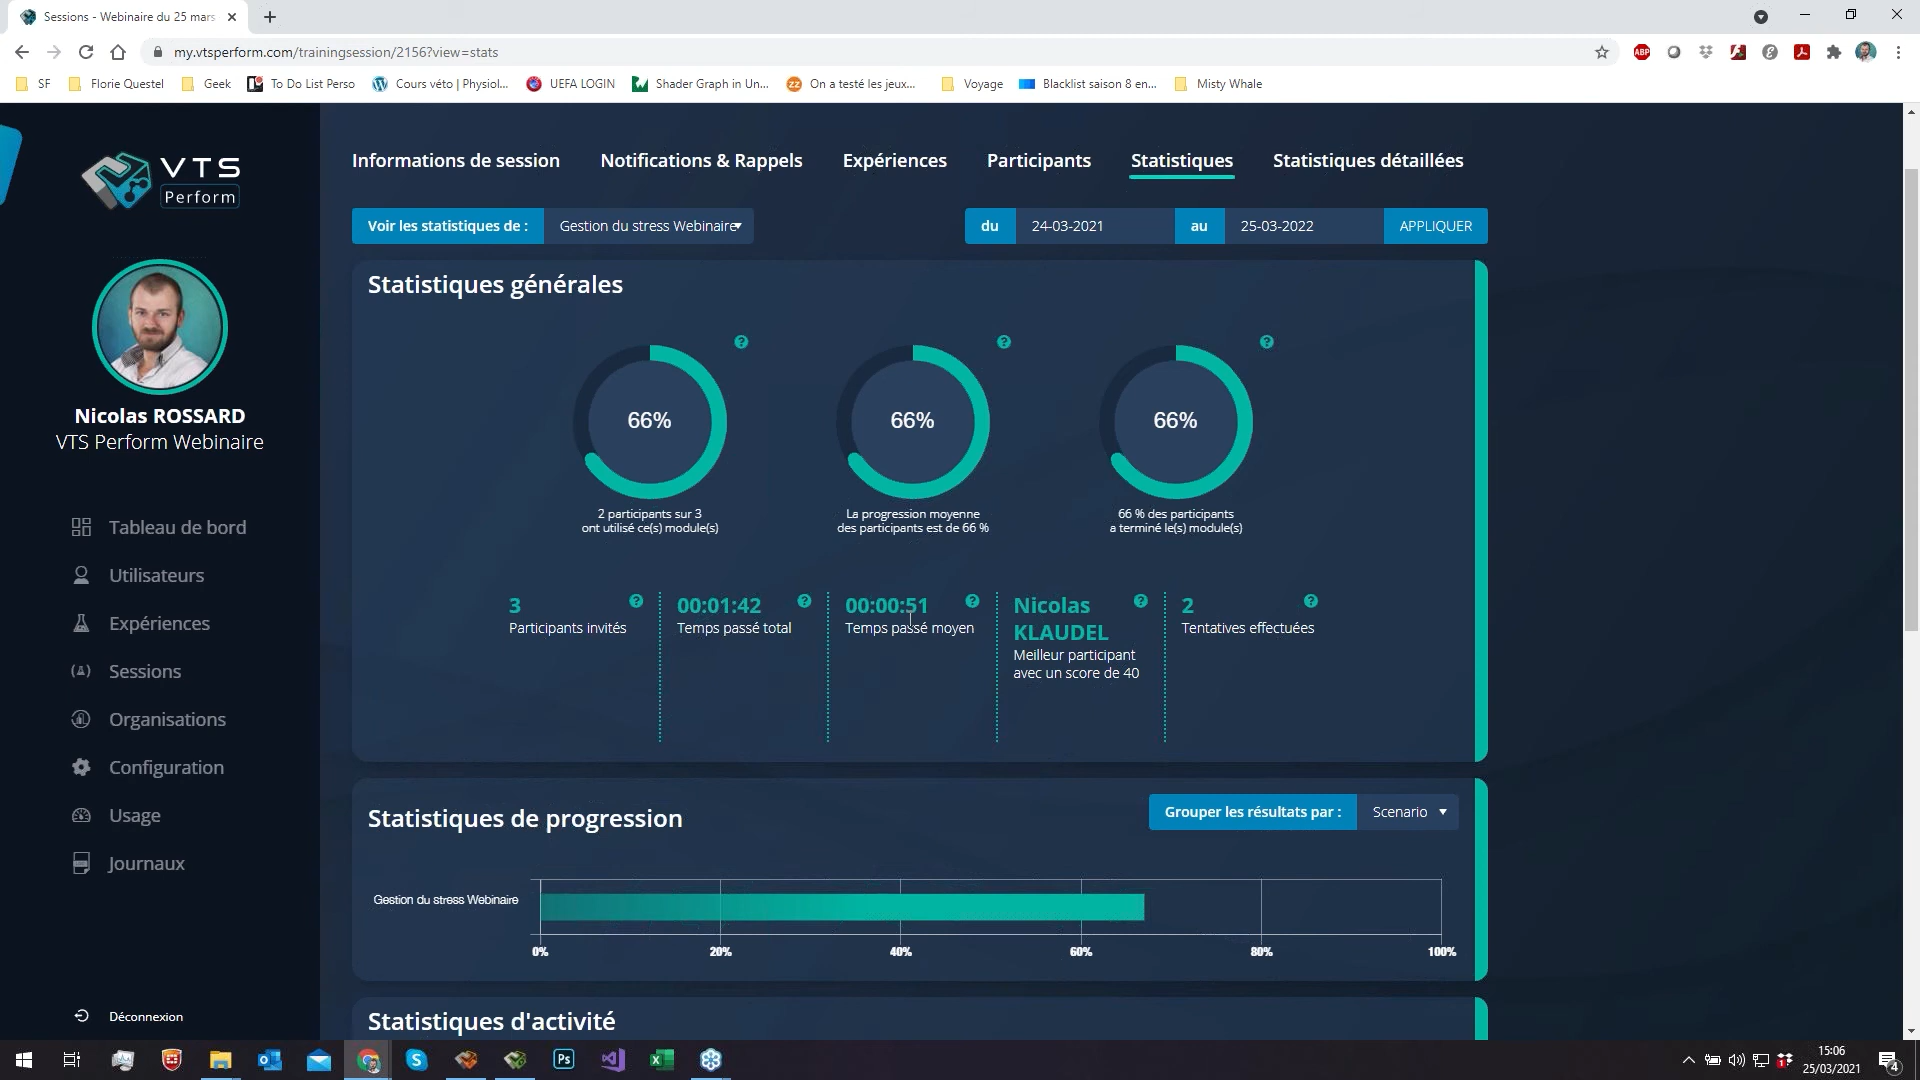 Sessions - Webinaire du 25 mars
my.vtsperform.com/trainingsession/2156?view=stats
ABP
SF
Florie Questel
Geek
To Do List Perso
Cours véto | Physiol...
UEFA LOGIN
Shader Graph in Un...
On a testé les jeux...
Voyage
Blacklist saison 8 en...
Misty Whale
VTS
Perform
Nicolas ROSSARD
VTS Perform Webinaire
Tableau de bord
Utilisateurs
Expériences
Sessions
Organisations
Configuration
Usage
Journaux
Déconnexion
Informations de session
Notifications & Rappels
Expériences
Participants
Statistiques
Statistiques détaillées
Voir les statistiques de :
Gestion du stress Webinaire
du
24-03-2021
au
25-03-2022
APPLIQUER
Statistiques générales
66%
2 participants sur 3
ont utilisé ce(s) module(s)
66%
La progression moyenne
des participants est de 66 %
66%
66 % des participants
a terminé le(s) module(s)
3
Participants invités
00:01:42
Temps passé total
00:00:51
Temps passé moyen
Nicolas
KLAUDEL
Meilleur participant
avec un score de 40
2
Tentatives effectuées
Statistiques de progression
Grouper les résultats par :
Scenario
Gestion du stress Webinaire
0%
20%
40%
60%
80%
100%
Statistiques d'activité
Ps
15:06
25/03/2021
4